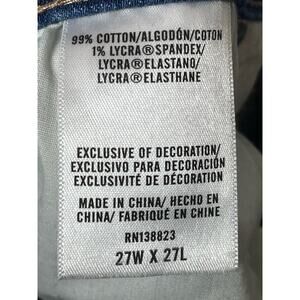 99% COTTON/ALGODÓN/COTON
1% LYCRA®SPANDEX/
LYCRA®ELASTANO/
LYCRA®ELASTHANE
EXCLUSIVE OF DECORATION/
EXCLUSIVO PARA DECORACIÓN
EXCLUSIVITÉ DE DÉCORATION
MADE IN CHINA/ HECHO EN
CHINA/ FABRIQUÉ EN CHINE
RN138823
27W X 27L